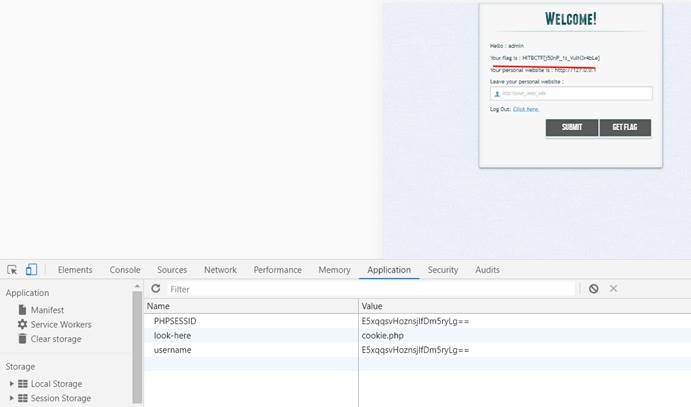 WELCOME!
Hello : admin
Your flag is : HITBCTF{j50nP_1s_VulN3r4bLe}
Your personal website is : http://127.0.0.1
Leave your personal website :
http://your_web_site
Log Out: Click here.
SUBMIT GET FLAG
Elements Console Sources Network Performance Memory Application Security Audits
Application
Manifest
Service Workers
Clear storage
Storage
Local Storage
Session Storage
Filter
Name Value
PHPSESSID E5xqqsvHoznsjIfDm5ryLg==
look-here cookie.php
username E5xqqsvHoznsjIfDm5ryLg==